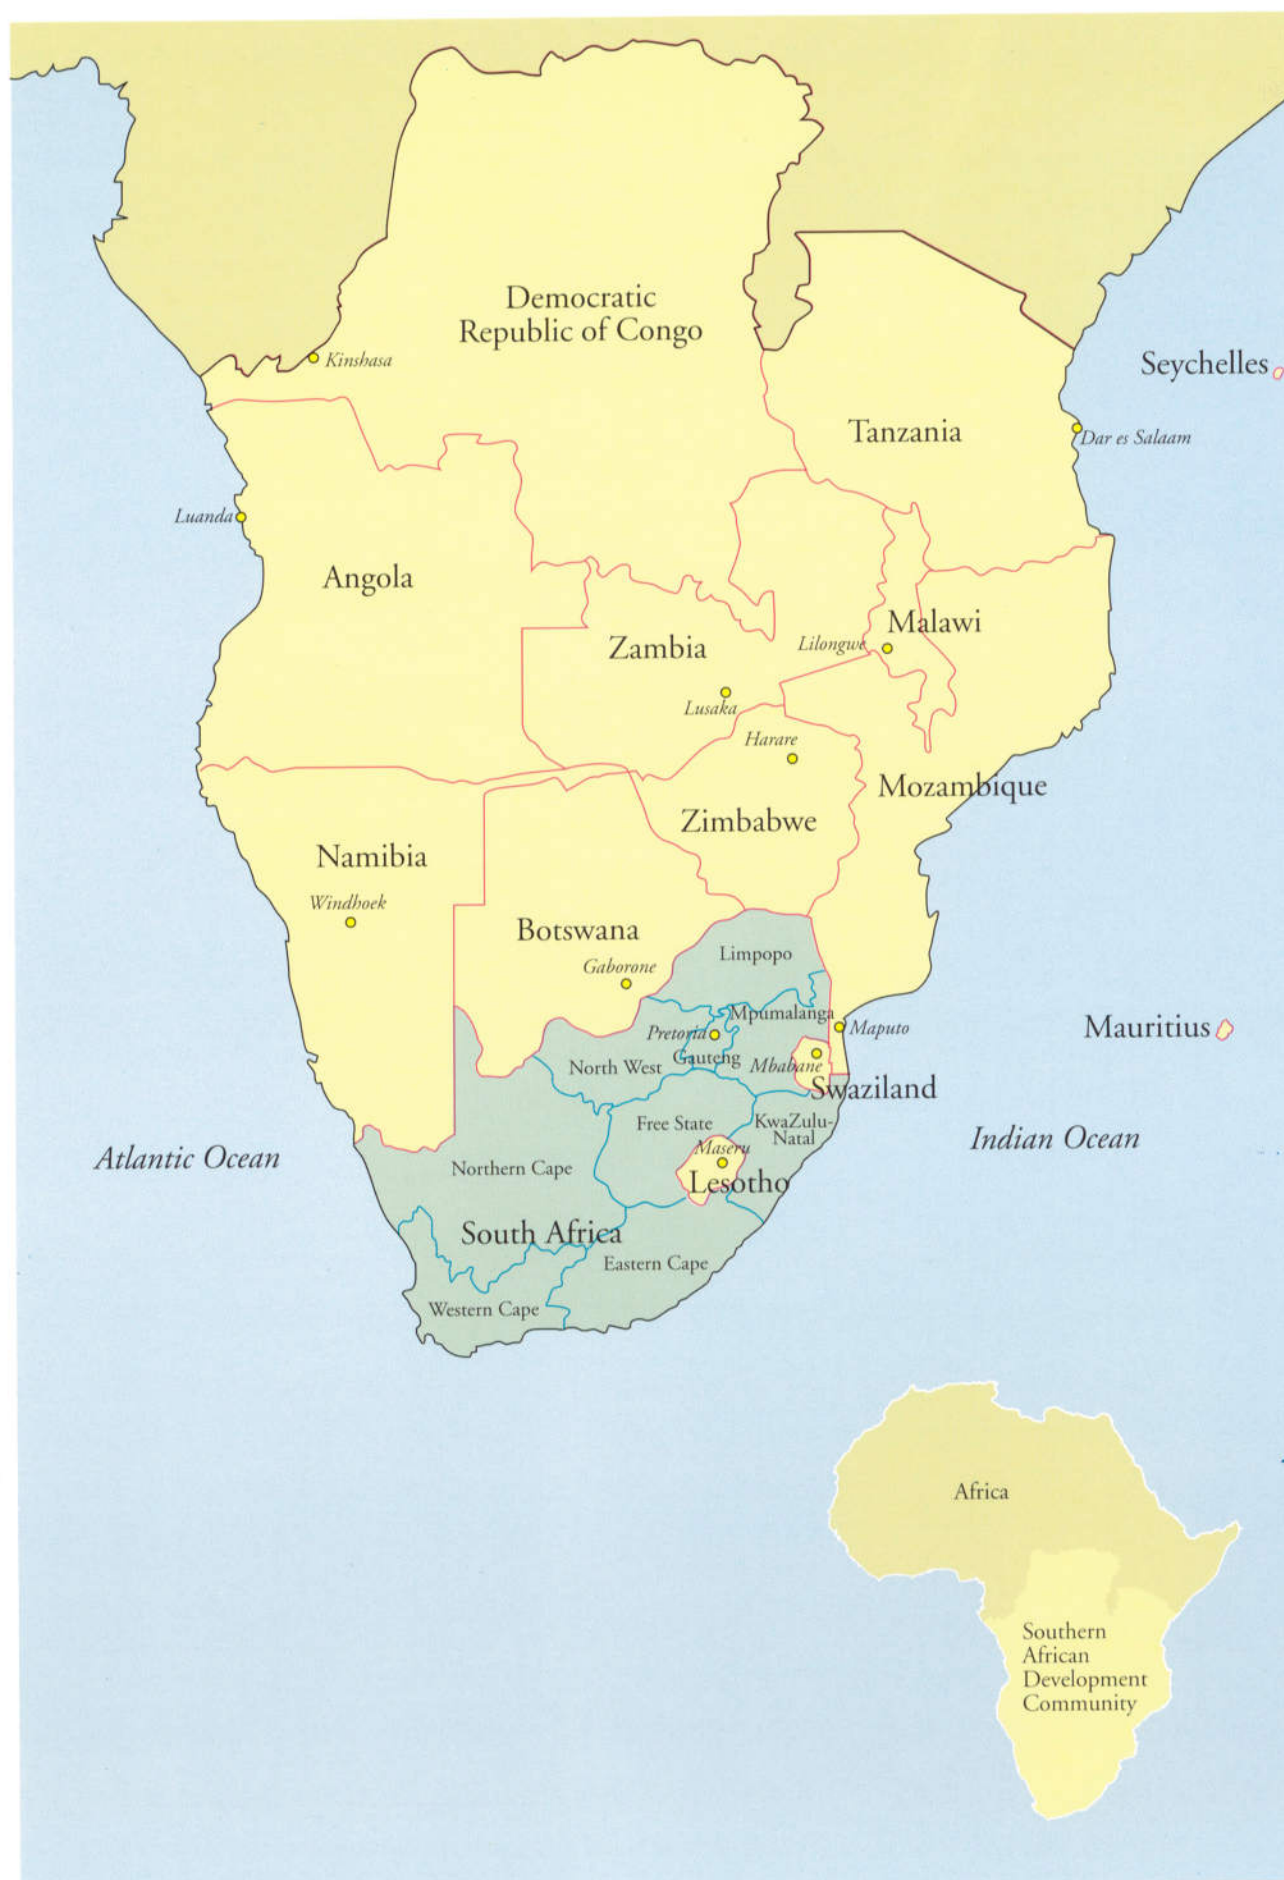 Democratic
Republic of Congo
Kinshasa
Seychelles
Tanzania
Dar es Salaam
Luanda
Angola
Malawi
Zambia
Lilongwe
Lusaka
Harare
Mozambique
Zimbabwe
Namibia
Windhoek
Botswana
Gaborone
Limpopo
Mpumalanga
Maputo
Mauritius
Pretoria
Gauteng
North West
Mbabane
Swaziland
Free State
KwaZulu-
Natal
Indian Ocean
Maseru
Atlantic Ocean
Northern Cape
Lesotho
South Africa
Eastern Cape
Western Cape
Africa
Southern
African
Development
Community